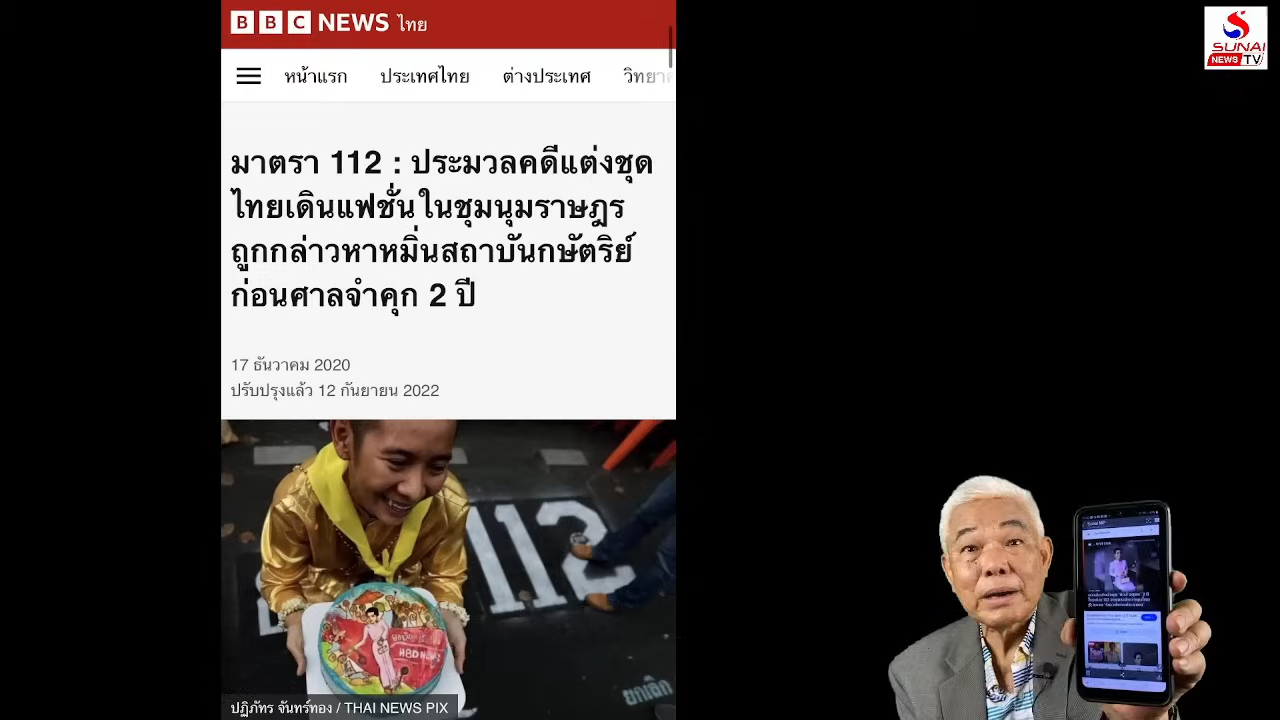 BBC NEWS ไทย
หน้าแรก ประเทศไทย ต่างประเทศ
มาตรา 112 : ประมวลคดีแต่งชุด
ไทยเดินแฟชั่นในชุมนุมราษฎร
ถูกกล่าวหาหมิ่นสถาบันกษัตริย์
ก่อนศาลจำคุก 2 ปี
17 ธันวาคม 2020
ปรับปรุงแล้ว 12 กันยายน 2022
112
ยกเลิก
ปฏิภัทร จันทร์ทอง / THAI NEWS PIX
SUNAI
NEWS TV